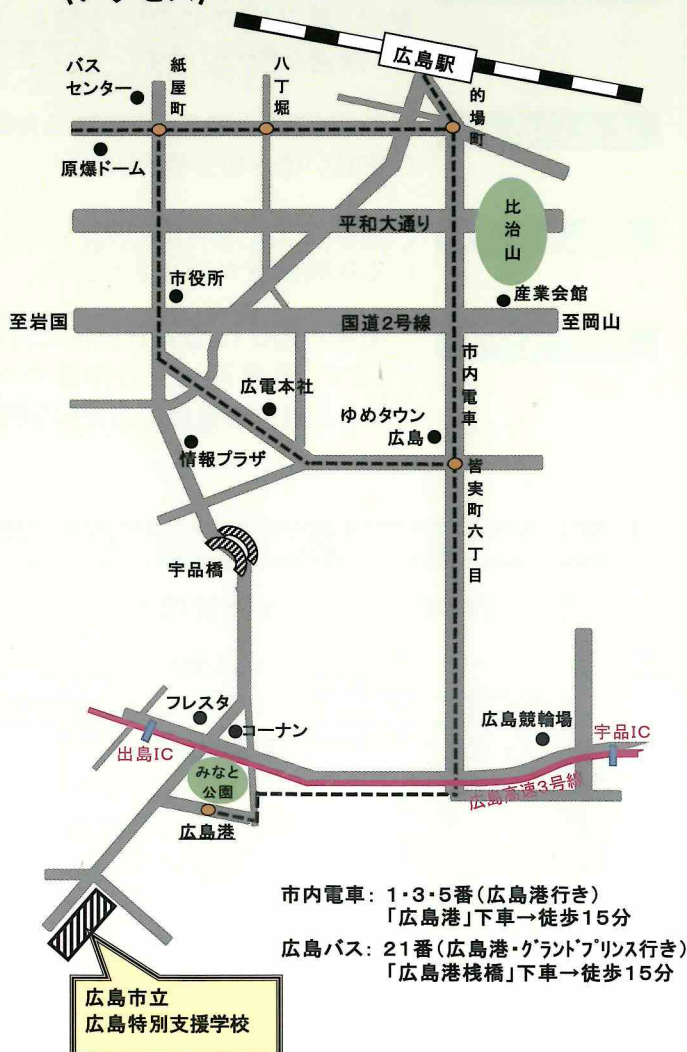 広島駅
バス
センター
紙屋町
八丁堀
的場町
原爆ドーム
平和大通り
比治山
市役所
産業会館
至岩国
国道2号線
至岡山
市内電車
広電本社
ゆめタウン
広島
情報プラザ
皆実町六丁目
宇品橋
フレスタ
コーナン
広島競輪場
宇品IC
出島IC
みなと
公園
広島高速3号線
広島港
市内電車: 1・3・5番(広島港行き)
「広島港」下車→徒歩15分
広島バス: 21番(広島港・グランドプリンス行き)
「広島港桟橋」下車→徒歩15分
広島市立
広島特別支援学校